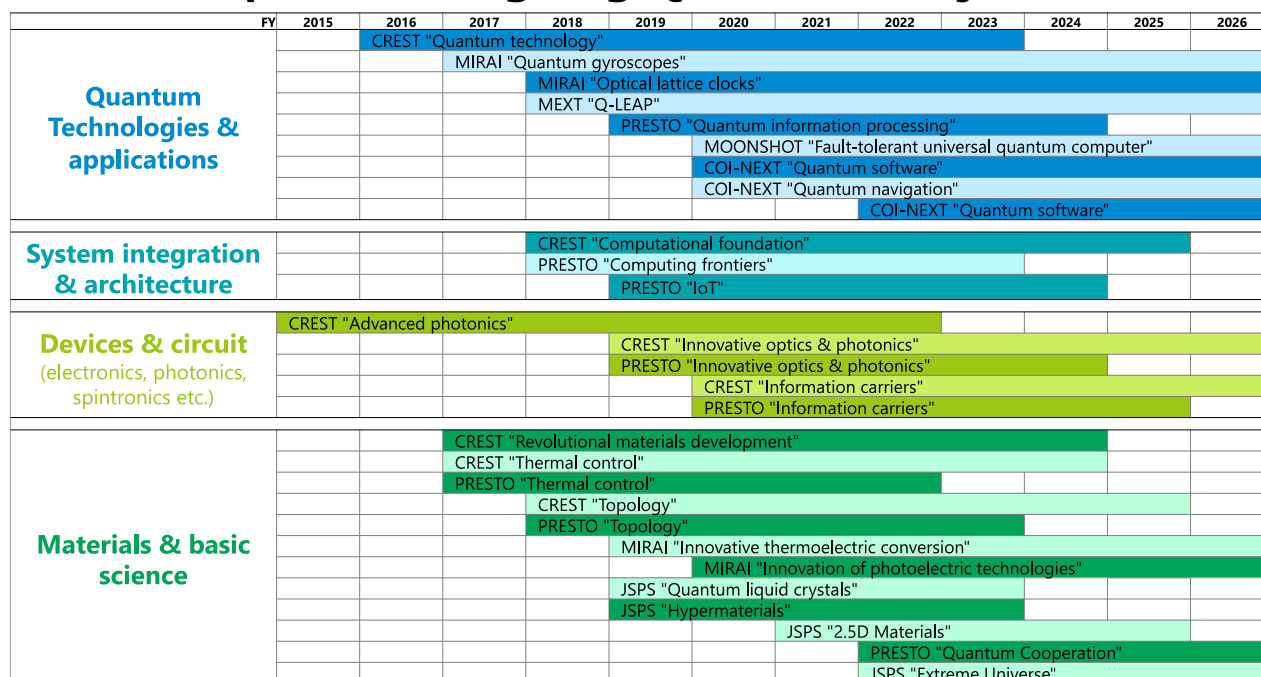 FY 2015 2016 2017 2018 2019 2020 2021 2022 2023 2024 2025 2026
Quantum
Technologies &
applications
CREST "Quantum technology"
MIRAI "Quantum gyroscopes"
MIRAI "Optical lattice clocks"
MEXT "Q-LEAP"
PRESTO "Quantum information processing"
MOONSHOT "Fault-tolerant universal quantum computer"
COI-NEXT "Quantum software"
COI-NEXT "Quantum navigation"
COI-NEXT "Quantum software"
System integration
& architecture
CREST "Computational foundation"
PRESTO "Computing frontiers"
PRESTO "IoT"
Devices & circuit
(electronics, photonics,
spintronics etc.)
CREST "Advanced photonics"
CREST "Innovative optics & photonics"
PRESTO "Innovative optics & photonics"
CREST "Information carriers"
PRESTO "Information carriers"
Materials & basic
science
CREST "Revolutional materials development"
CREST "Thermal control"
PRESTO "Thermal control"
CREST "Topology"
PRESTO "Topology"
MIRAI "Innovative thermoelectric conversion"
MIRAI "Innovation of photoelectric technologies"
JSPS "Quantum liquid crystals"
JSPS "Hypermaterials"
JSPS "2.5D Materials"
PRESTO "Quantum Cooperation"
JSPS "Extreme Universe"